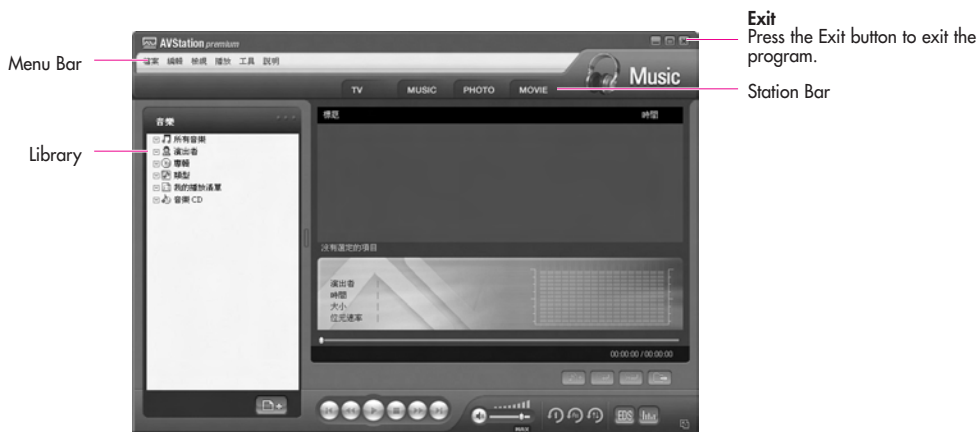 Exit
Press the Exit button to exit the
program.
AVStation premium
Menu Bar
檔案 編輯 檢視 播放 工具 說明
Music
TV MUSIC PHOTO MOVIE
Station Bar
音樂
標題 時間
Library
所有音樂
演出者
專輯
類型
我的播放清單
音樂 CD
沒有選定的項目
演出者
時間
大小
位元速率
00:00:00 / 00:00:00
MAX
EDS